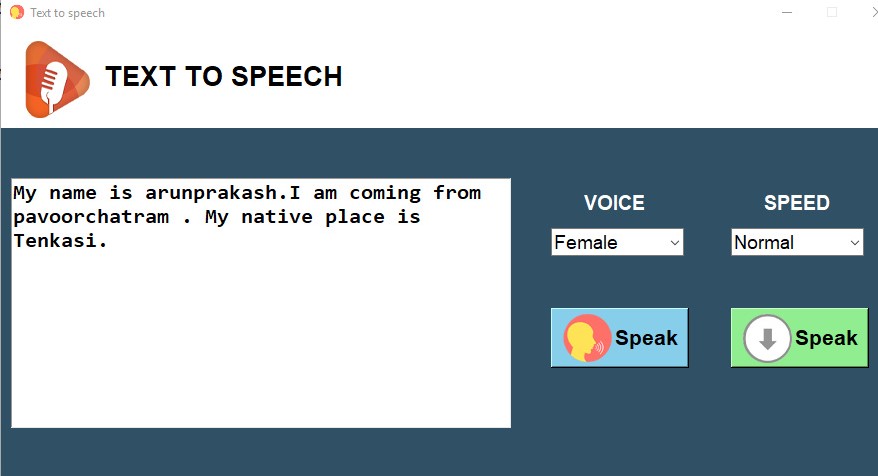 Text to speech
TEXT TO SPEECH
My name is arunprakash.I am coming from
pavoorchatram . My native place is
Tenkasi.
VOICE
SPEED
Female
Normal
Speak
Speak